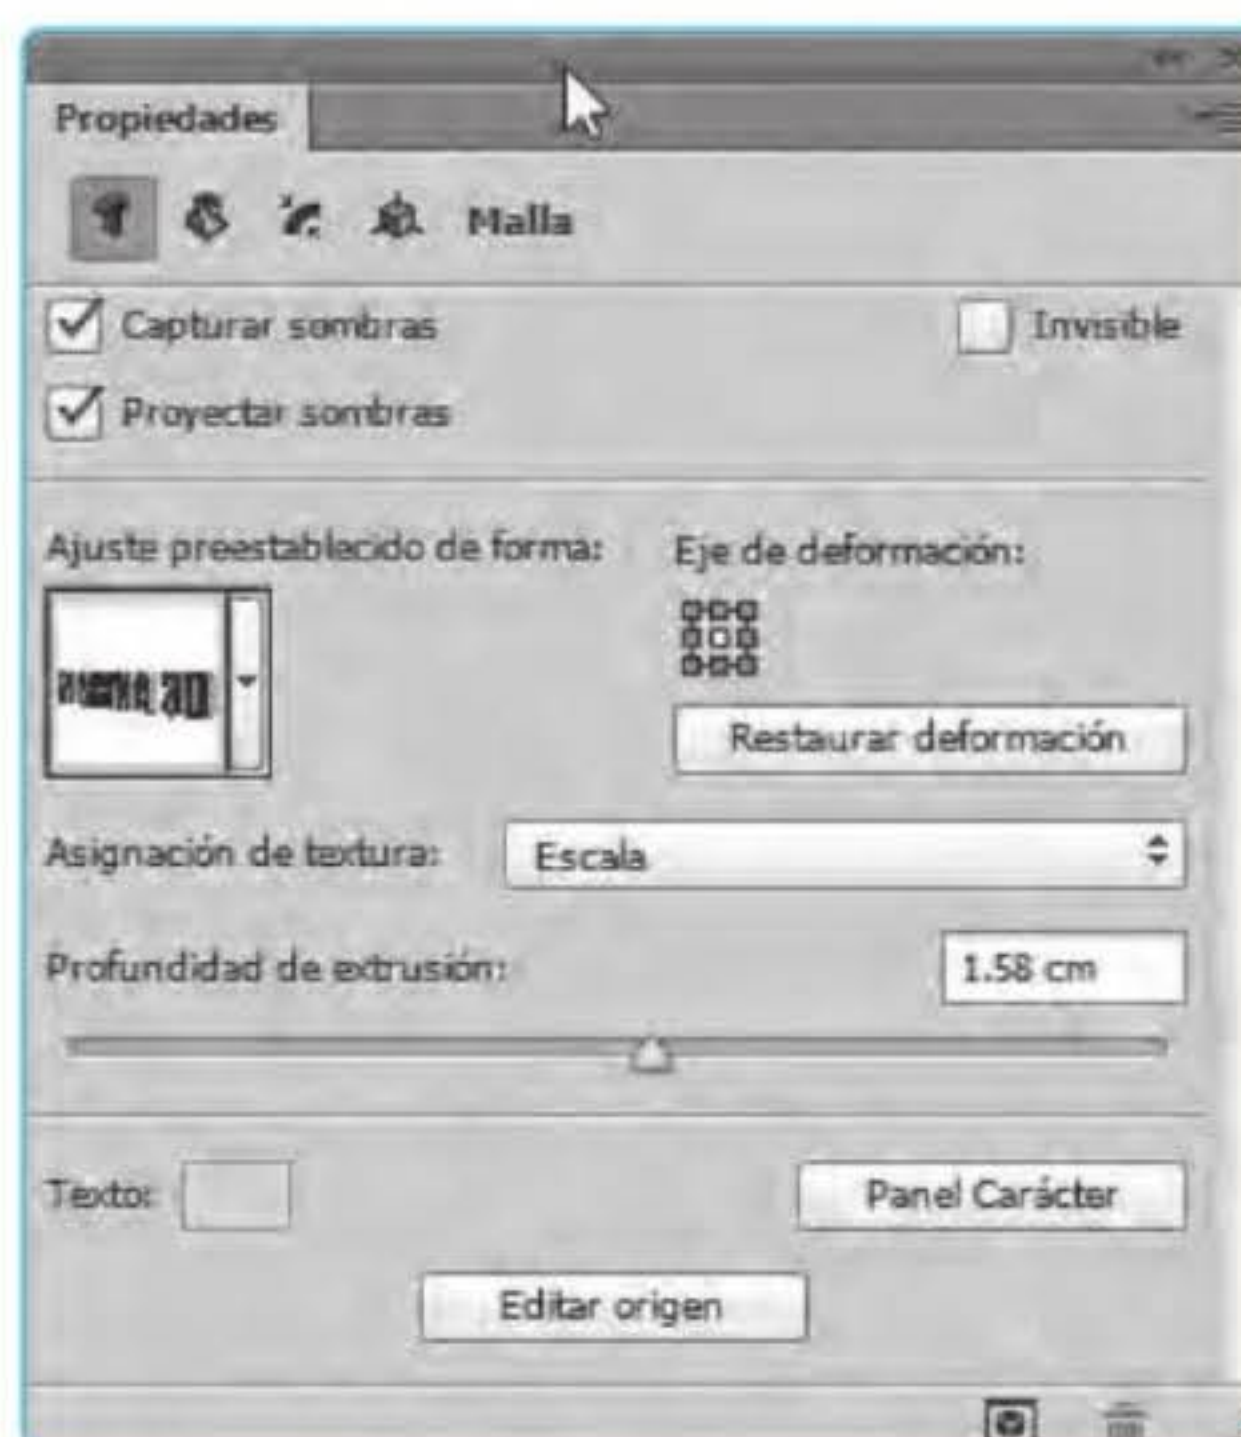 Propiedades
Malla
Capturar sombras
Invisible
Proyectar sombras
Ajuste preestablecido de forma:
Eje de deformación:
Restaurar deformación
Asignación de textura:
Escala
Profundidad de extrusión:
1.58 cm
Texto:
Panel Carácter
Editar origen